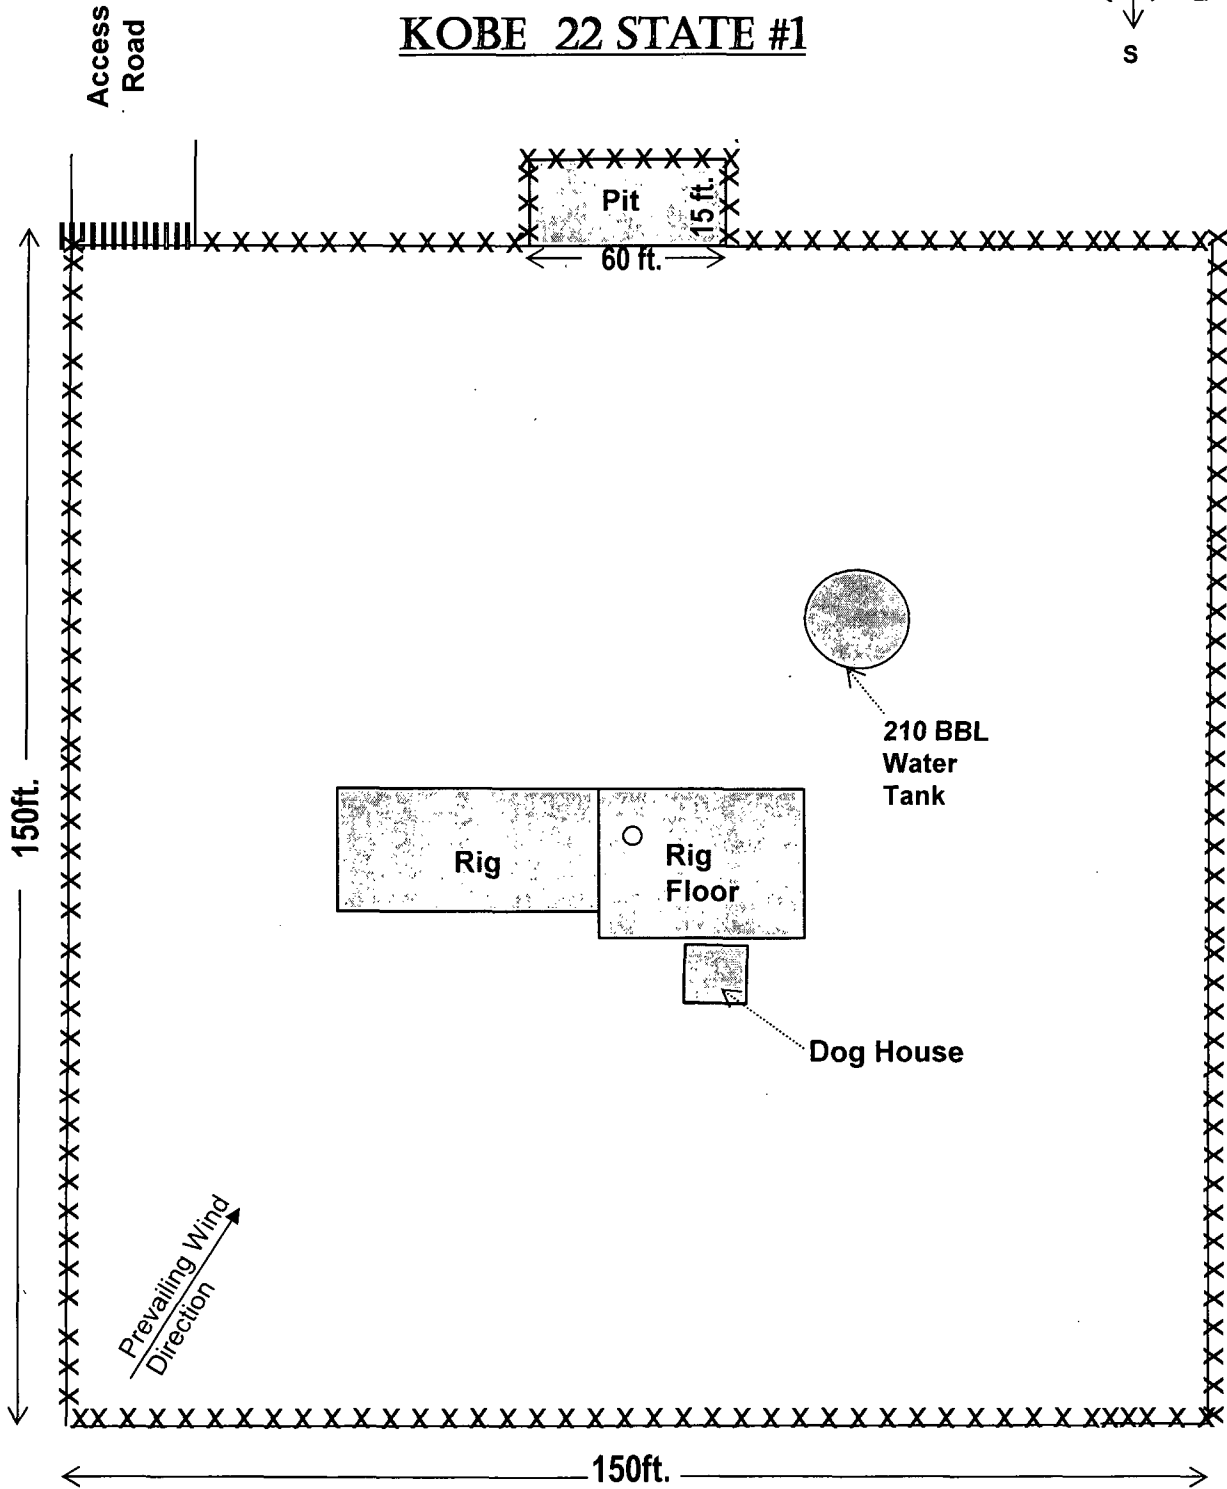 KOBE 22 STATE #1
Access
Road
S
Pit
15 ft.
60 ft.
210 BBL
Water
Tank
150ft.
Rig
Rig
Floor
Dog House
Prevailing Wind
Direction
150ft.